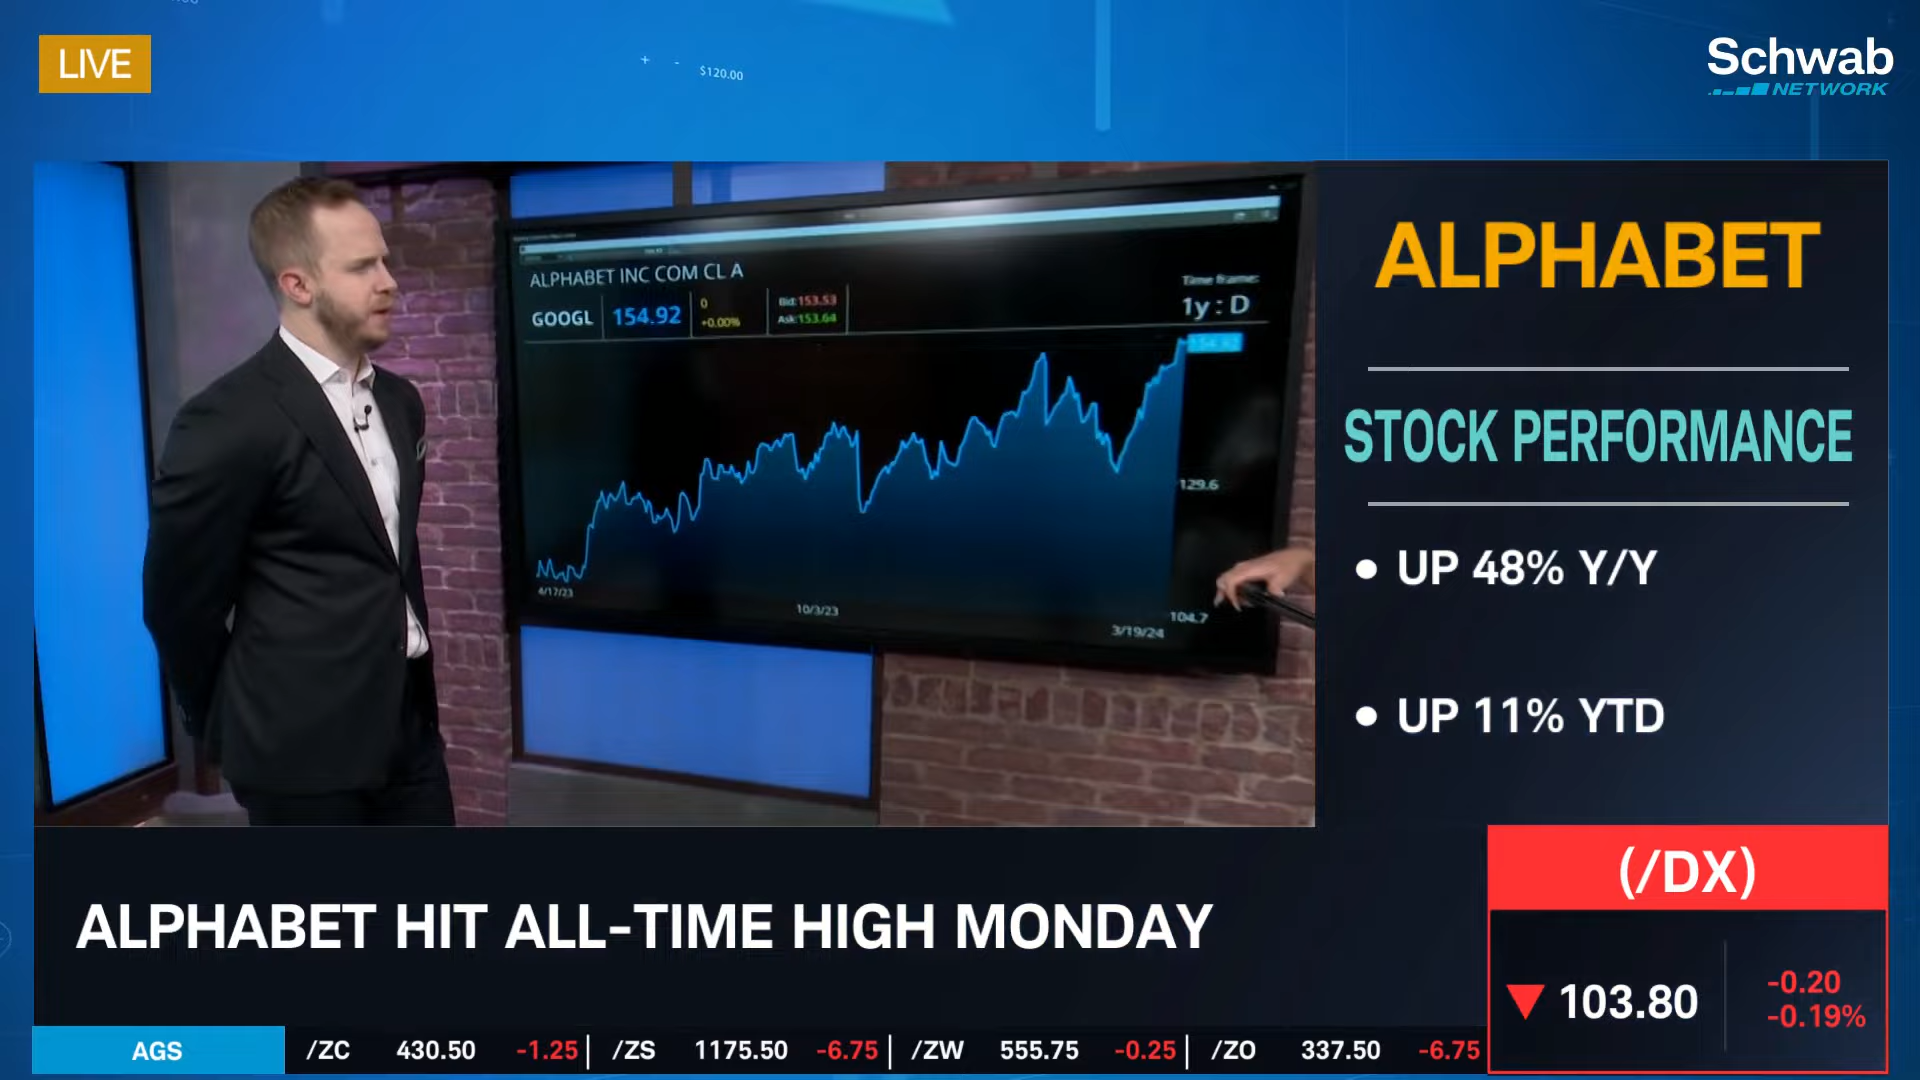 $120.00
LIVE
Schwab
NETWORK
ALPHABET INC COM CL A
GOOGL
154.92
0
+0.00%
Bid: 153.53
Ask: 153.64
Time frame:
1y : D
129.6
104.7
4/17/23
10/3/23
3/19/24
ALPHABET
STOCK PERFORMANCE
• UP 48% Y/Y
• UP 11% YTD
ALPHABET HIT ALL-TIME HIGH MONDAY
(/DX)
▼ 103.80
-0.20
-0.19%
AGS
/ZC 430.50 -1.25 | /ZS 1175.50 -6.75 | /ZW 555.75 -0.25 | /ZO 337.50 -6.75